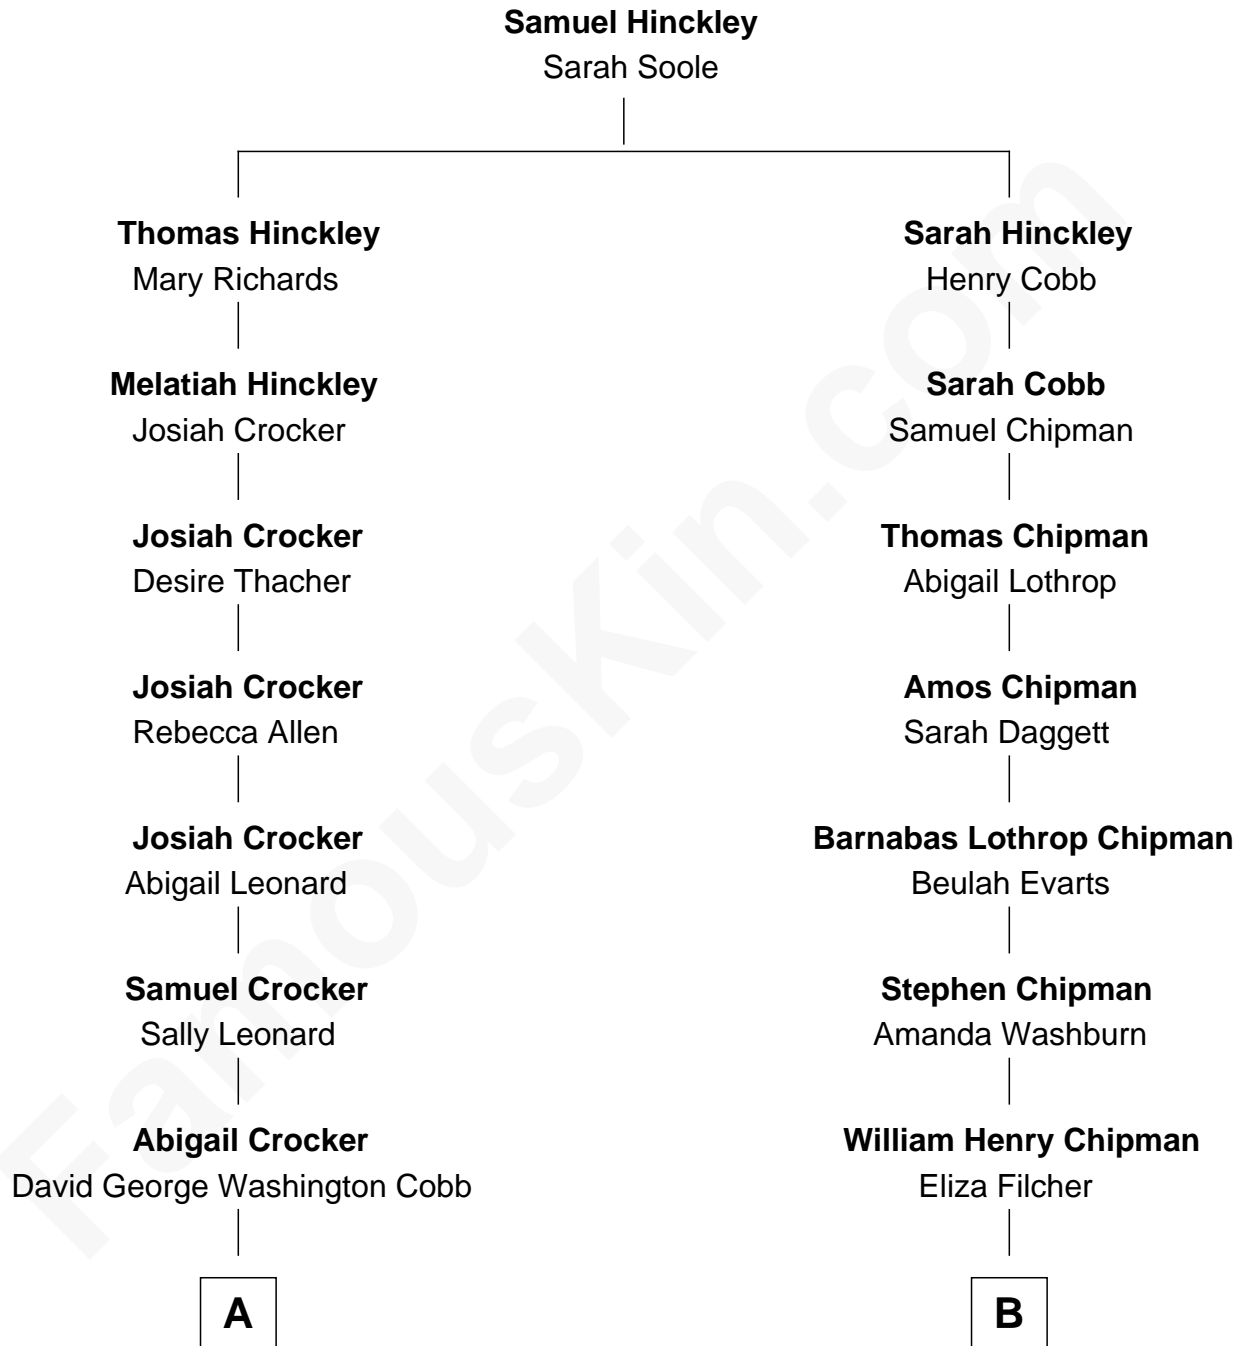 Samuel Hinckley
Sarah Soole
Thomas Hinckley
Mary Richards
Melatiah Hinckley
Josiah Crocker
Josiah Crocker
Desire Thacher
Josiah Crocker
Rebecca Allen
Josiah Crocker
Abigail Leonard
Samuel Crocker
Sally Leonard
Abigail Crocker
David George Washington Cobb
A
Sarah Hinckley
Henry Cobb
Sarah Cobb
Samuel Chipman
Thomas Chipman
Abigail Lothrop
Amos Chipman
Sarah Daggett
Barnabas Lothrop Chipman
Beulah Evarts
Stephen Chipman
Amanda Washburn
William Henry Chipman
Eliza Filcher
B
FamousKin.com